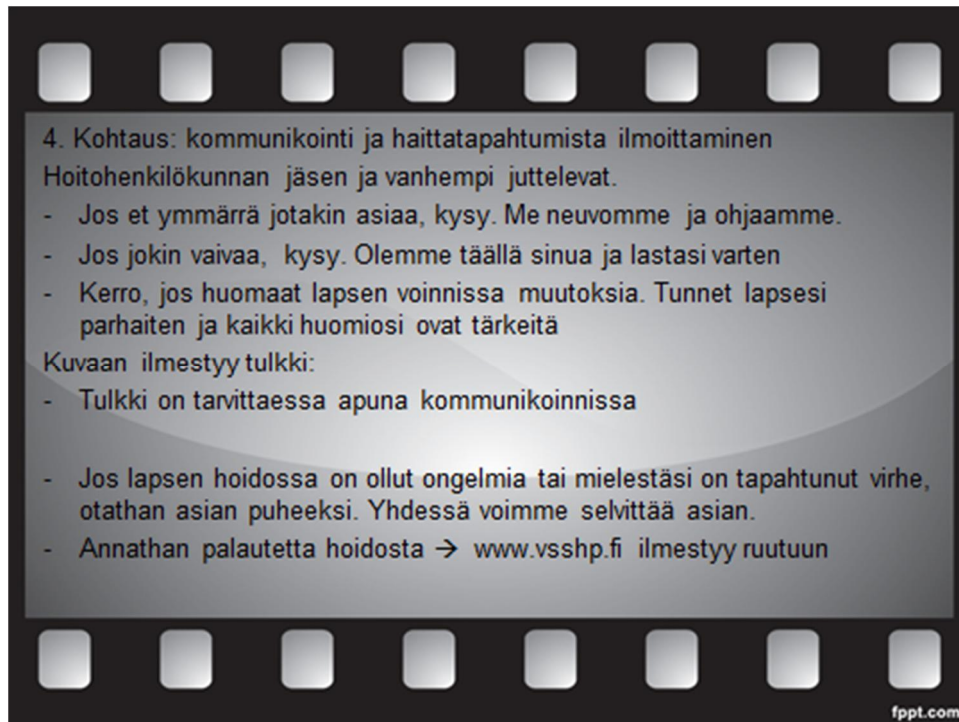 4. Kohtaus: kommunikointi ja haittatapahtumista ilmoittaminen
Hoitohenkilökunnan jäsen ja vanhempi juttelevat.
- Jos et ymmärrä jotakin asiaa, kysy. Me neuvomme ja ohjaamme.
- Jos jokin vaivaa, kysy. Olemme täällä sinua ja lastasi varten
- Kerro, jos huomaat lapsen voinnissa muutoksia. Tunnet lapsesi
parhaiten ja kaikki huomiosi ovat tärkeitä
Kuvaan ilmestyy tulkki:
- Tulkki on tarvittaessa apuna kommunikoinnissa
- Jos lapsen hoidossa on ollut ongelmia tai mielestäsi on tapahtunut virhe,
otathan asian puheeksi. Yhdessä voimme selvittää asian.
- Annathan palautetta hoidosta → www.vsshp.fi ilmestyy ruutuun
fppt.com